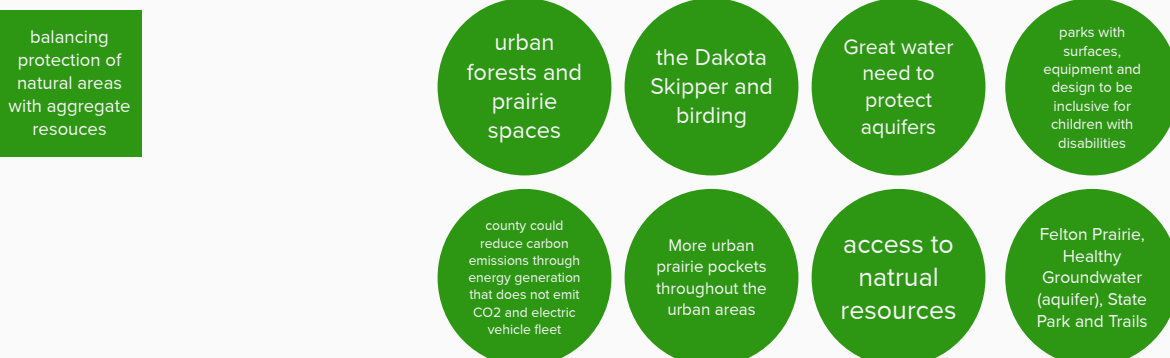 balancing
protection of
natural areas
with aggregate
resouces
urban
forests and
prairie
spaces
the Dakota
Skipper and
birding
Great water
need to
protect
aquifers
parks with
surfaces,
equipment and
design to be
inclusive for
children with
disabilities
county could
reduce carbon
emissions through
energy generation
that does not emit
CO2 and electric
vehicle fleet
More urban
prairie pockets
throughout the
urban areas
access to
natrual
resources
Felton Prairie,
Healthy
Groundwater
(aquifer), State
Park and Trails